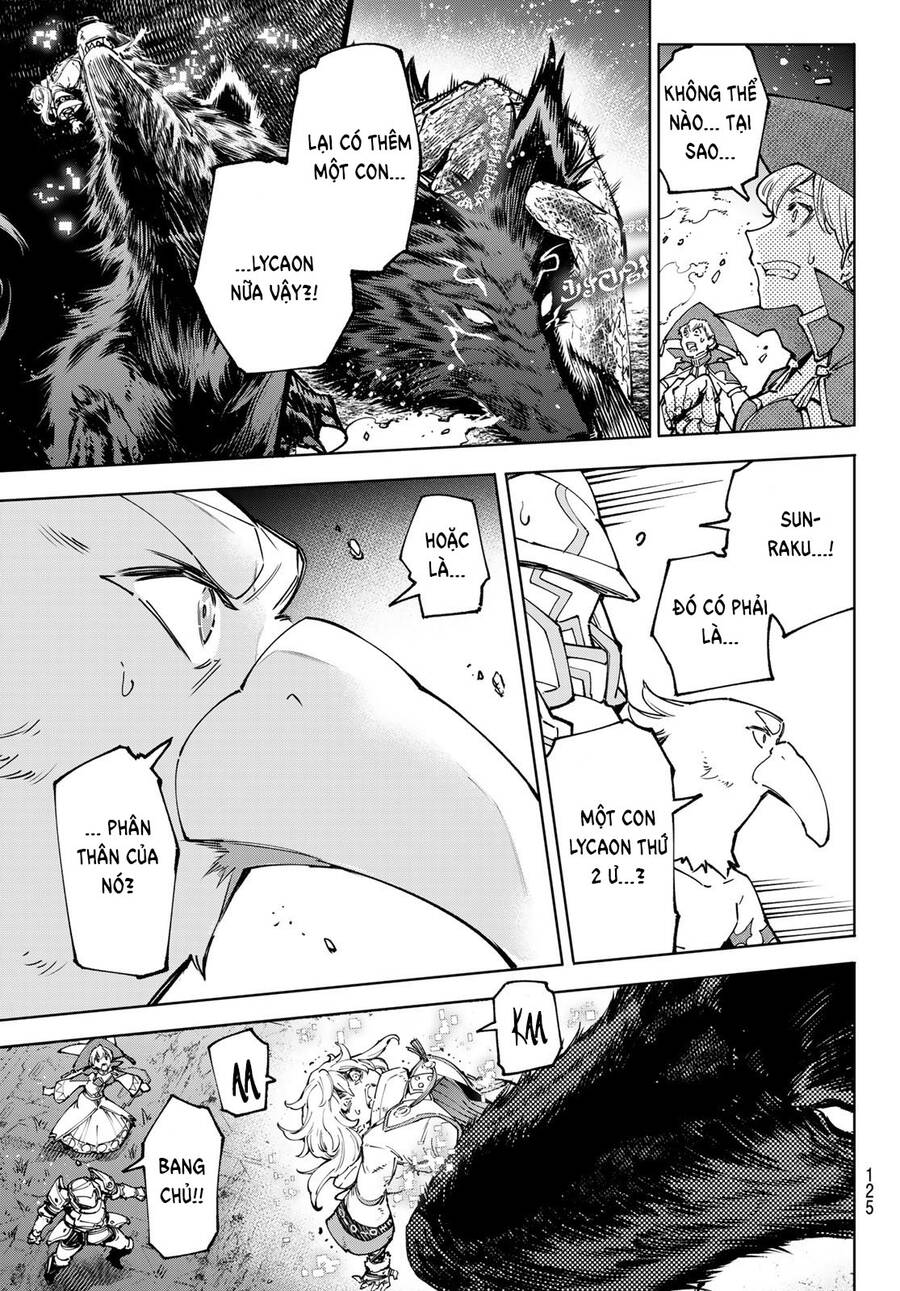 KHÔNG THỂ
NÀO... TẠI
SAO...
LẠI CÓ THÊM
MỘT CON...
...LYCAON
NỮA VẬY?!
SUN-
RAKU...!
ĐÓ CÓ PHẢI
LÀ...
MỘT CON
LYCAON THỨ
2 Ư...?
HOẶC
LÀ...
... PHÂN
THÂN CỦA
NÓ?
KM
M
BANG
CHỦ!!
125